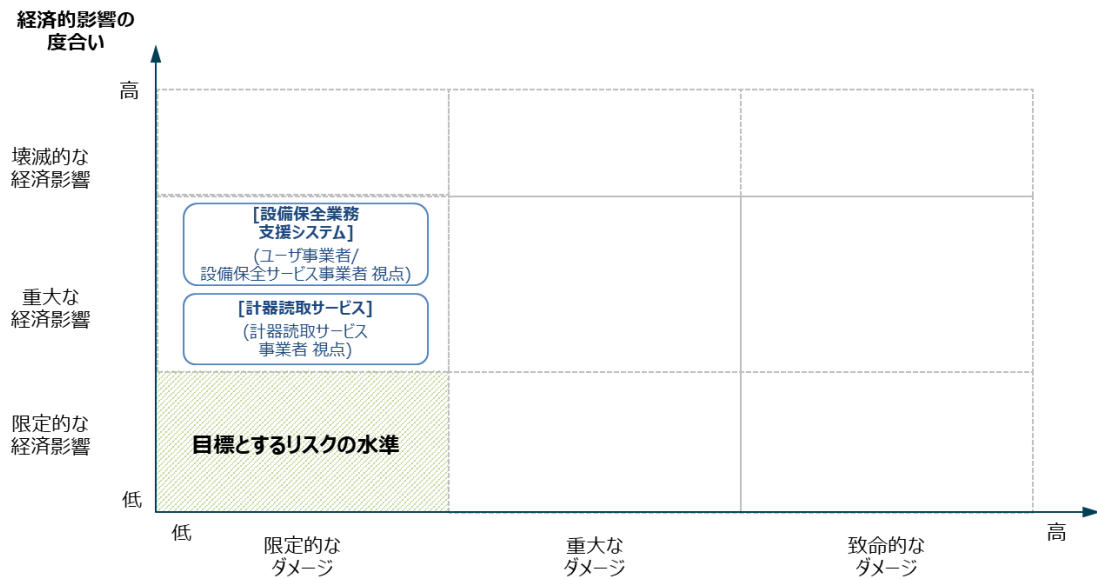 経済的影響の
度合い
高
壊滅的な
経済影響
[設備保全業務
支援システム]
(ユーザ事業者/
設備保全サービス事業者 視点)
重大な
経済影響
[計器読取サービス]
(計器読取サービス
事業者 視点)
限定的な
経済影響
目標とするリスクの水準
低
低
高
限定的な
ダメージ
重大な
ダメージ
致命的な
ダメージ